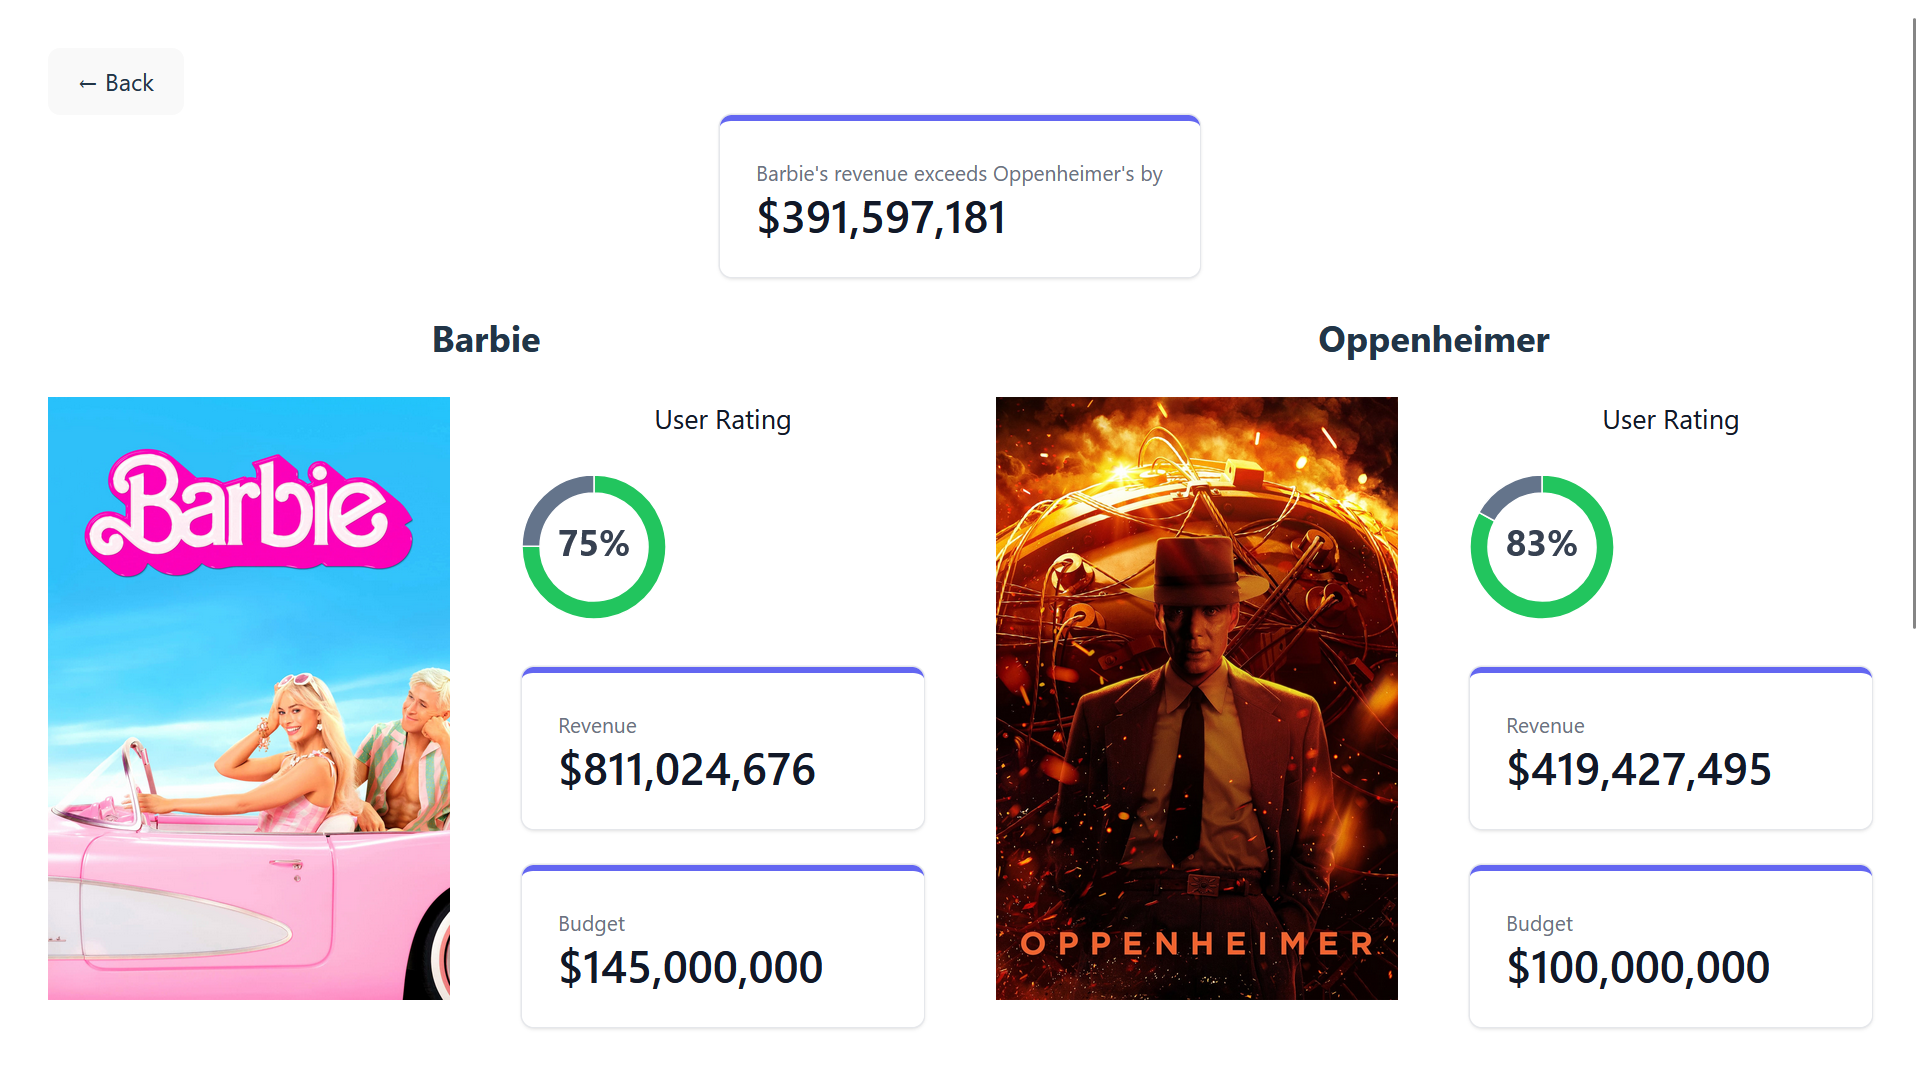 ← Back
Barbie's revenue exceeds Oppenheimer's by
$391,597,181
Barbie
Barbie
User Rating
75%
Revenue
$811,024,676
Budget
$145,000,000
Oppenheimer
OPPENHEIMER
User Rating
83%
Revenue
$419,427,495
Budget
$100,000,000